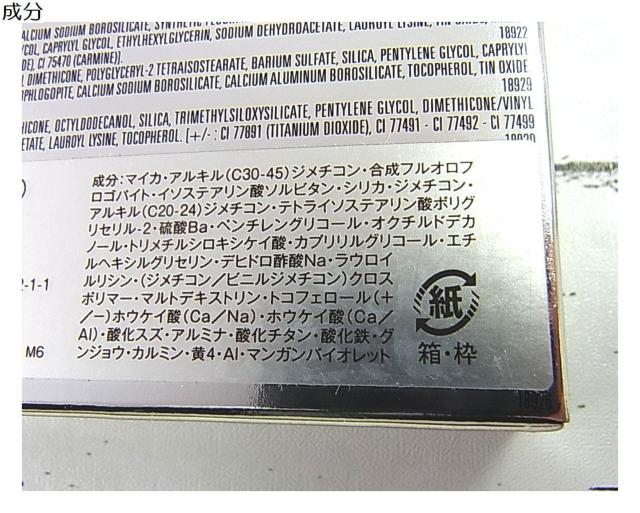 成分
ALCIUM SODIUM BOROSILICATE, SYNTHETIC
YCOL, CAPRYLYL GLYCOL, ETHYLHEXYLGLYCERIN, SODIUM DEHYDROACETATE, LAUROYL LYSINE, TIN OXIDE,
DE), CI 75470 (CARMINE)].
18922
L DIMETHICONE, POLYGLYCERYL-2 TETRAISOSTEARATE, BARIUM SULFATE, SILICA, PENTYLENE GLYCOL, CAPRYLYL
PHLOGOPITE, CALCIUM SODIUM BOROSILICATE, CALCIUM ALUMINUM BOROSILICATE, TOCOPHEROL, TIN OXIDE
18929
HICONE, OCTYLDODECANOL, SILICA, TRIMETHYLSILOXYSILICATE, PENTYLENE GLYCOL, DIMETHICONE/VINYL
ETATE, LAUROYL LYSINE, TOCOPHEROL. [+/- : CI 77891 (TITANIUM DIOXIDE), CI 77491 - CI 77492 - CI 77499
成分:マイカ・アルキル(C30-45)ジメチコン・合成フルオロフ
ロゴパイト・イソステアリン酸ソルビタン・シリカ・ジメチコン・
アルキル(C20-24)ジメチコン・テトライソステアリン酸ポリグ
リセリル-2・硫酸Ba・ペンチレングリコール・オクチルドデカ
ノール・トリメチルシロキシケイ酸・カプリリルグリコール・エチ
ルヘキシルグリセリン・デヒドロ酢酸Na・ラウロイ
ルリシン・(ジメチコン/ビニルジメチコン)クロス
ポリマー・マルトデキストリン・トコフェロール(+
/ー)ホウケイ酸(Ca/Na)・ホウケイ酸(Ca/
Al)・酸化スズ・アルミナ・酸化チタン・酸化鉄・グ
ンジョウ・カルミン・黄4・Al・マンガンバイオレット
-1-1
M6
紙
箱・枠